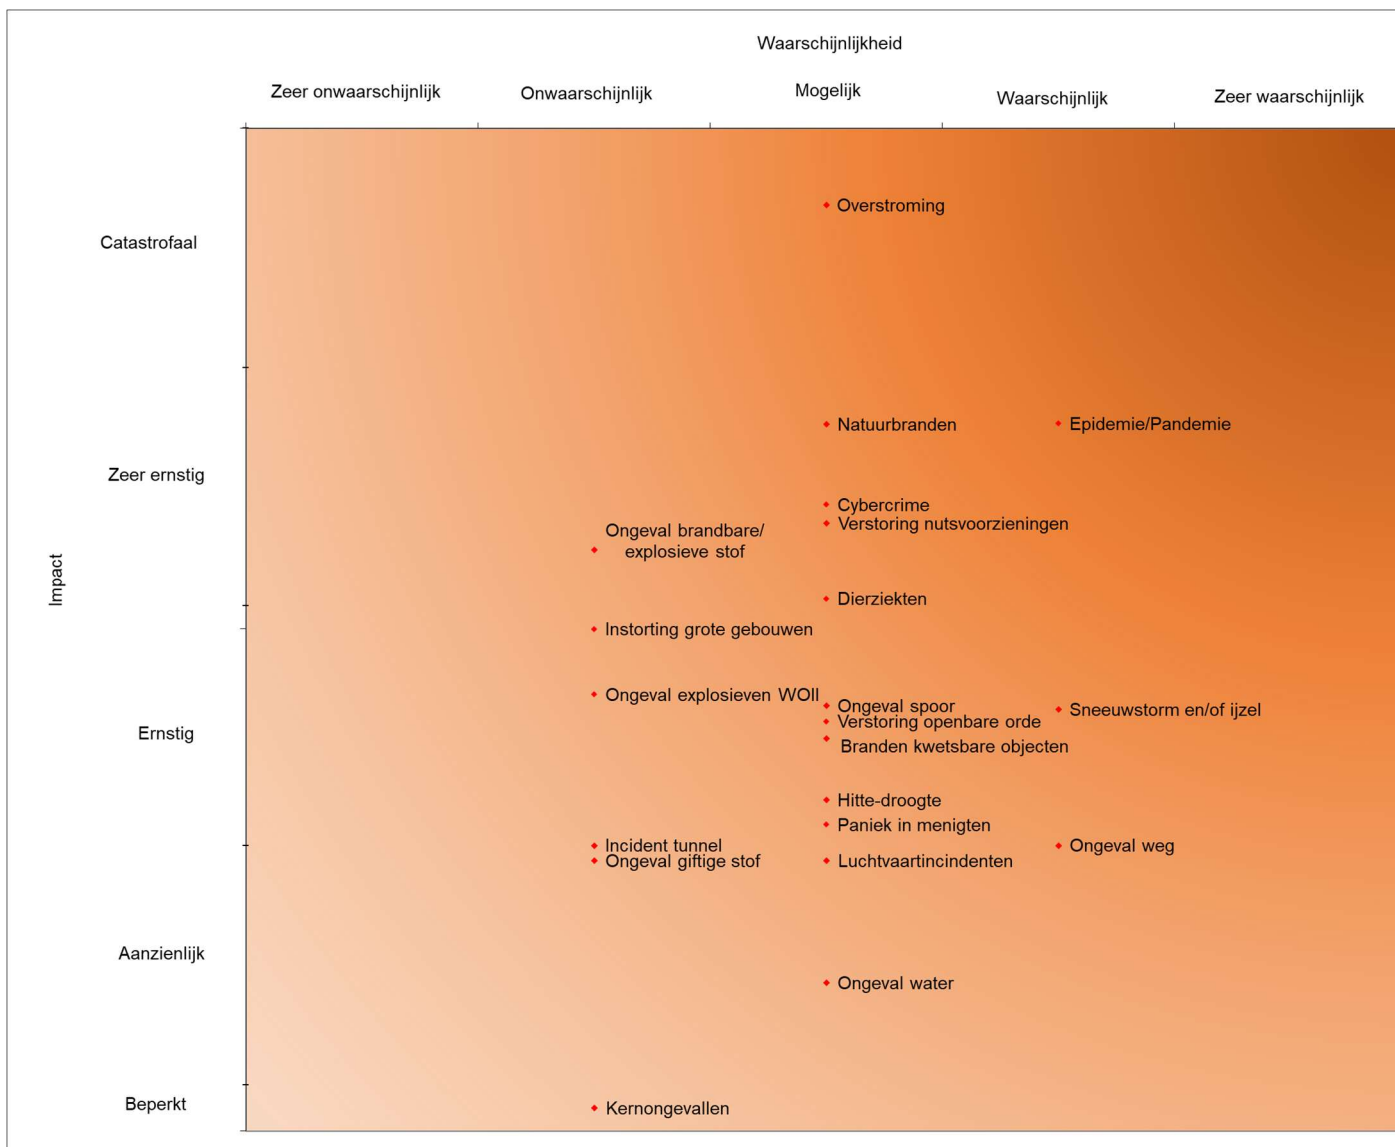 Waarschijnlijkheid
Zeer onwaarschijnlijk
Onwaarschijnlijk
Mogelijk
Waarschijnlijk
Zeer waarschijnlijk
Impact
Catastrofaal
Zeer ernstig
Ernstig
Aanzienlijk
Beperkt
Overstroming
Natuurbranden
Epidemie/Pandemie
Cybercrime
Verstoring nutsvoorzieningen
Ongeval brandbare/
explosieve stof
Dierziekten
Instorting grote gebouwen
Ongeval explosieven WOII
Ongeval spoor
Sneeuwstorm en/of ijzel
Verstoring openbare orde
Branden kwetsbare objecten
Hitte-droogte
Paniek in menigten
Incident tunnel
Ongeval weg
Ongeval giftige stof
Luchtvaartincindenten
Ongeval water
Kernongevallen